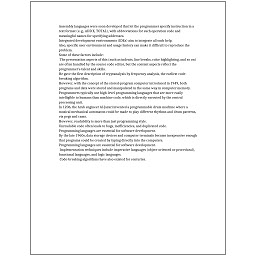 Assembly languages were soon developed that let the programmer specify instruction in a
text format (e.g., ADD X, TOTAL), with abbreviations for each operation code and
meaningful names for specifying addresses.
Integrated development environments (IDEs) aim to integrate all such help.
Also, specific user environment and usage history can make it difficult to reproduce the
problem.
Some of these factors include:
The presentation aspects of this (such as indents, line breaks, color highlighting, and so on)
are often handled by the source code editor, but the content aspects reflect the
programmer's talent and skills.
He gave the first description of cryptanalysis by frequency analysis, the earliest code-
breaking algorithm.
However, with the concept of the stored-program computer introduced in 1949, both
programs and data were stored and manipulated in the same way in computer memory.
Programmers typically use high-level programming languages that are more easily
intelligible to humans than machine code, which is directly executed by the central
processing unit.
In 1206, the Arab engineer Al-Jazari invented a programmable drum machine where a
musical mechanical automaton could be made to play different rhythms and drum patterns,
via pegs and cams.
However, readability is more than just programming style.
Unreadable code often leads to bugs, inefficiencies, and duplicated code.
Programming languages are essential for software development.
By the late 1960s, data storage devices and computer terminals became inexpensive enough
that programs could be created by typing directly into the computers.
Programming languages are essential for software development.
Implementation techniques include imperative languages (object-oriented or procedural),
functional languages, and logic languages.
Code-breaking algorithms have also existed for centuries.